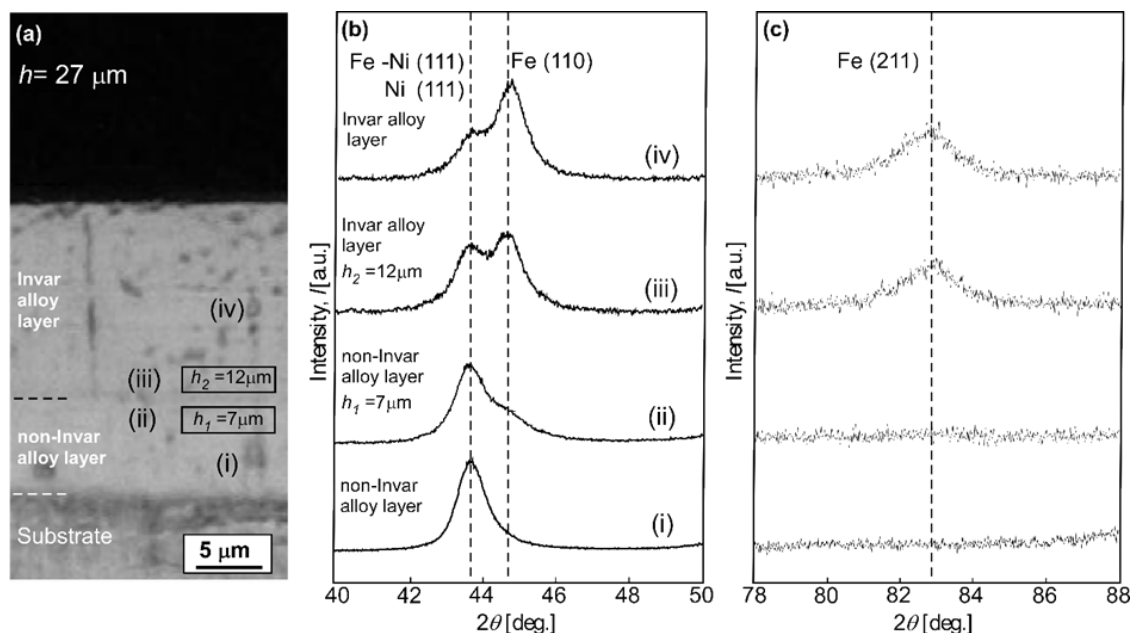 (a)
h= 27 μm
Invar
alloy
layer
(iv)
(iii)
h₂ =12μm
(ii)
h₁ =7μm
non-Invar
alloy layer
(i)
Substrate
5 μm
(b)
Fe -Ni (111)
Ni (111)
Fe (110)
Invar alloy
layer
(iv)
Invar alloy
layer
h₂ =12μm
(iii)
non-Invar
alloy layer
h₁ =7μm
(ii)
non-Invar
alloy layer
(i)
Intensity, I [a.u.]
40 42 44 46 48 50
2θ [deg.]
(c)
Fe (211)
Intensity, I [a.u.]
78 80 82 84 86 88
2θ [deg.]